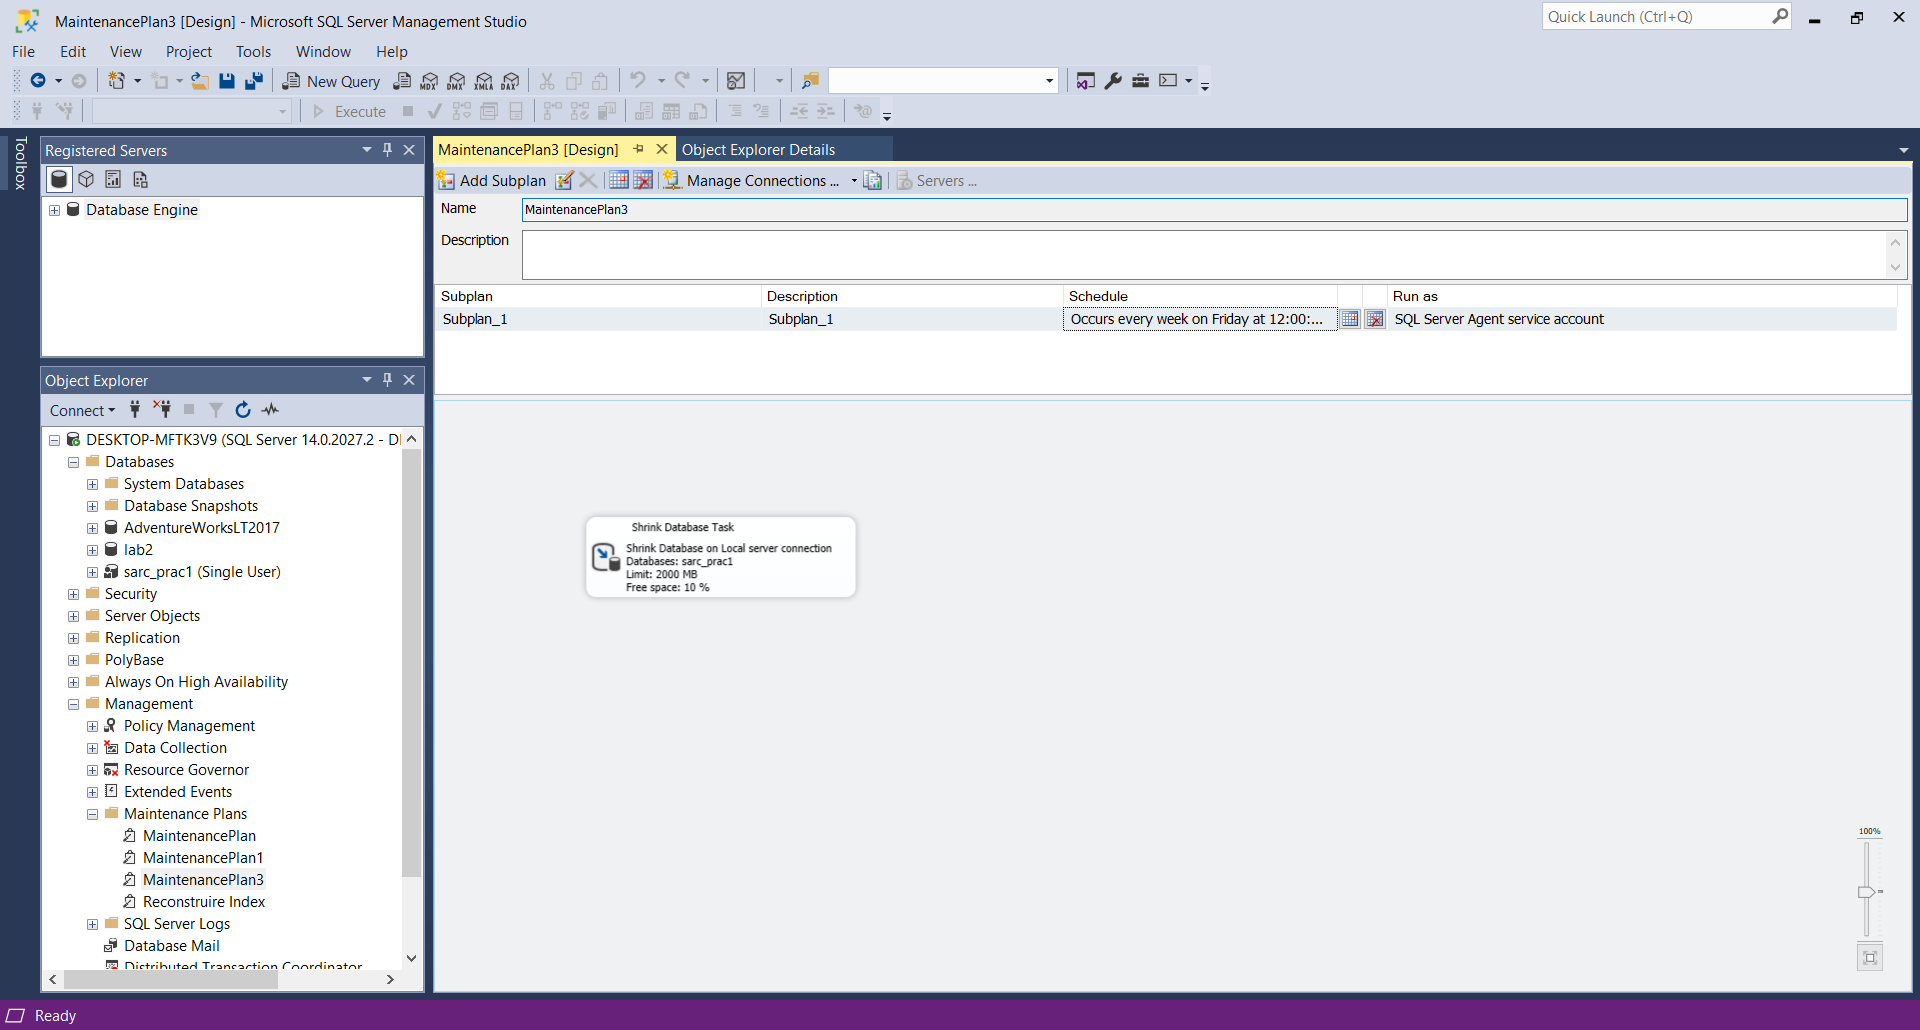 MaintenancePlan3 [Design] - Microsoft SQL Server Management Studio
Quick Launch (Ctrl+Q)
File Edit View Project Tools Window Help
New Query MDX DMX XMLA DAX
Execute
Toolbox
Registered Servers
Database Engine
Object Explorer
Connect
DESKTOP-MFTK3V9 (SQL Server 14.0.2027.2 - DI
Databases
System Databases
Database Snapshots
AdventureWorksLT2017
lab2
sarc_prac1 (Single User)
Security
Server Objects
Replication
PolyBase
Always On High Availability
Management
Policy Management
Data Collection
Resource Governor
Extended Events
Maintenance Plans
MaintenancePlan
MaintenancePlan1
MaintenancePlan3
Reconstruire Index
SQL Server Logs
Database Mail
Distributed Transaction Coordinator
MaintenancePlan3 [Design] Object Explorer Details
Add Subplan Manage Connections ... Servers ...
Name MaintenancePlan3
Description
Subplan Description Schedule Run as
Subplan_1 Subplan_1 Occurs every week on Friday at 12:00:... SQL Server Agent service account
Shrink Database Task
Shrink Database on Local server connection
Databases: sarc_prac1
Limit: 2000 MB
Free space: 10 %
100%
Ready